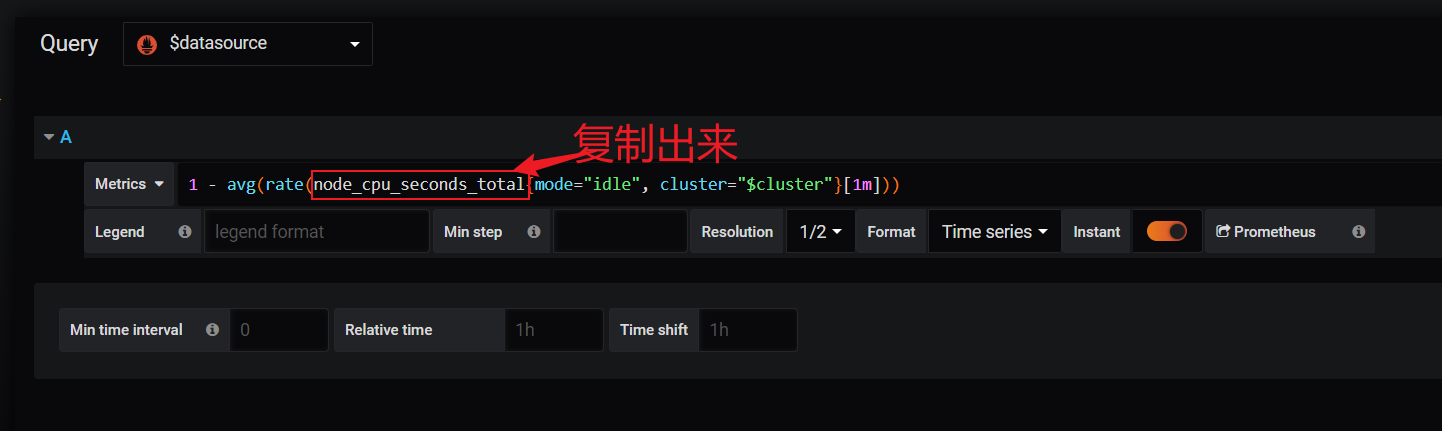 Query $datasource
复制出来
A
Metrics 1 - avg(rate(node_cpu_seconds_total{mode="idle", cluster="$cluster"}[1m]))
Legend legend format Min step Resolution 1/2 Format Time series Instant Prometheus
Min time interval 0 Relative time 1h Time shift 1h